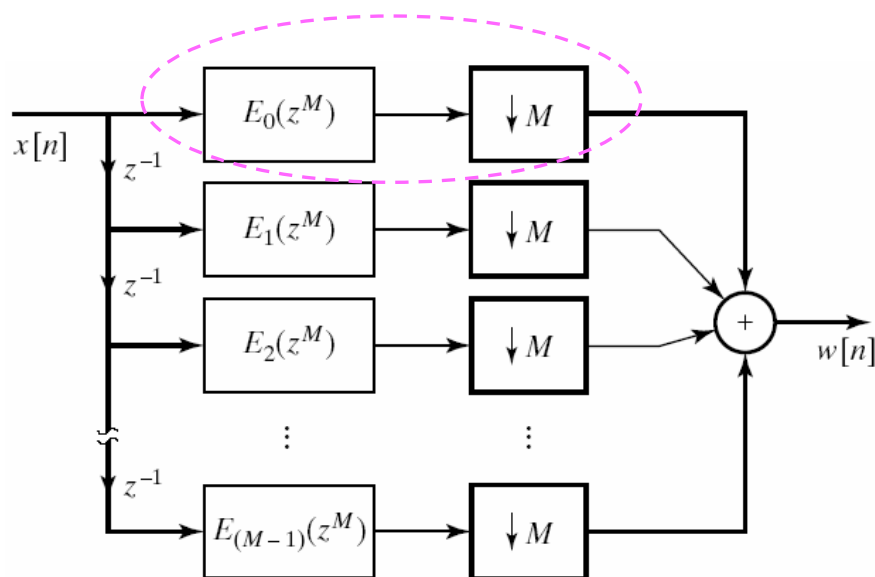 E₀(z^M) ↓ M
x[n]
z⁻¹
E₁(z^M) ↓ M
z⁻¹
E₂(z^M) ↓ M
+
w[n]
⋮ ⋮
z⁻¹
E₍M−1₎(z^M) ↓ M